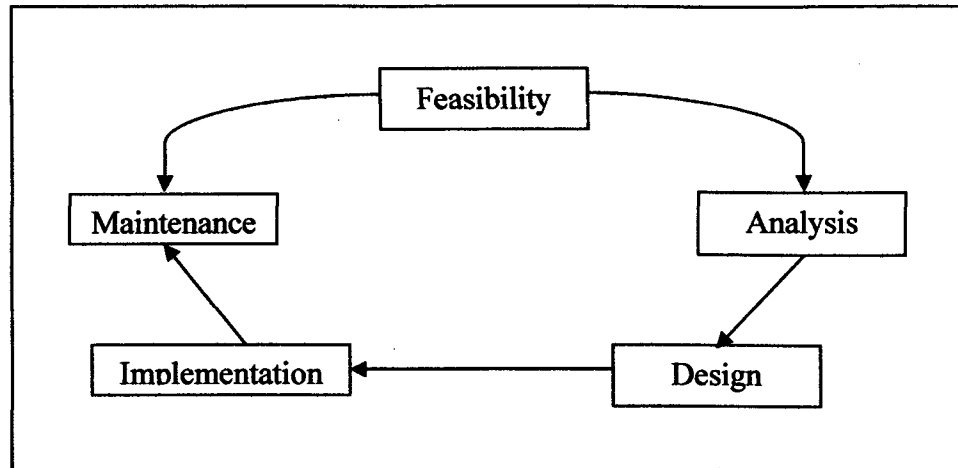 Feasibility
Maintenance
Analysis
Implementation
Design